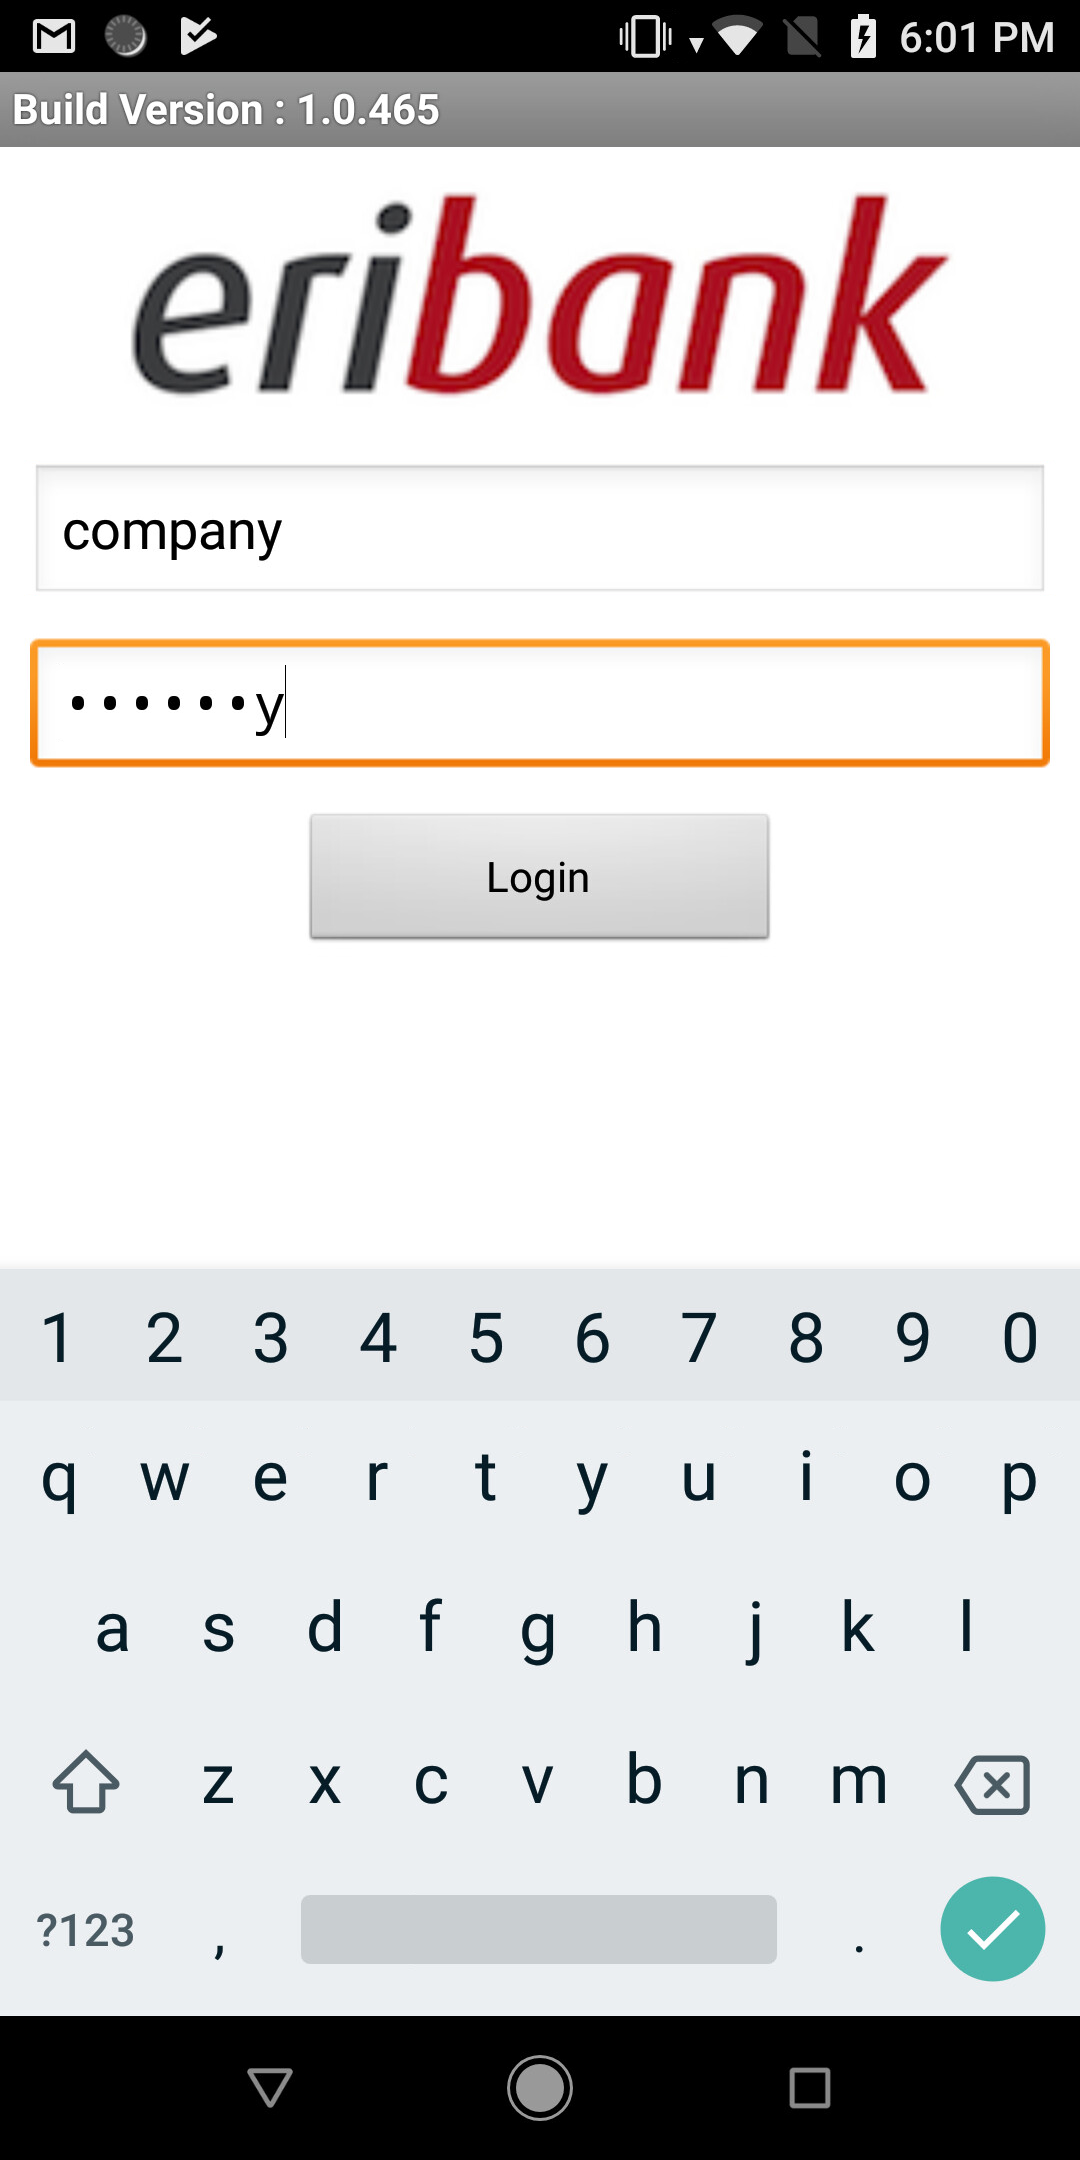 6:01 PM
Build Version : 1.0.465
eribank
company
••••••y
Login
1 2 3 4 5 6 7 8 9 0
q w e r t y u i o p
a s d f g h j k l
z x c v b n m
?123 , .